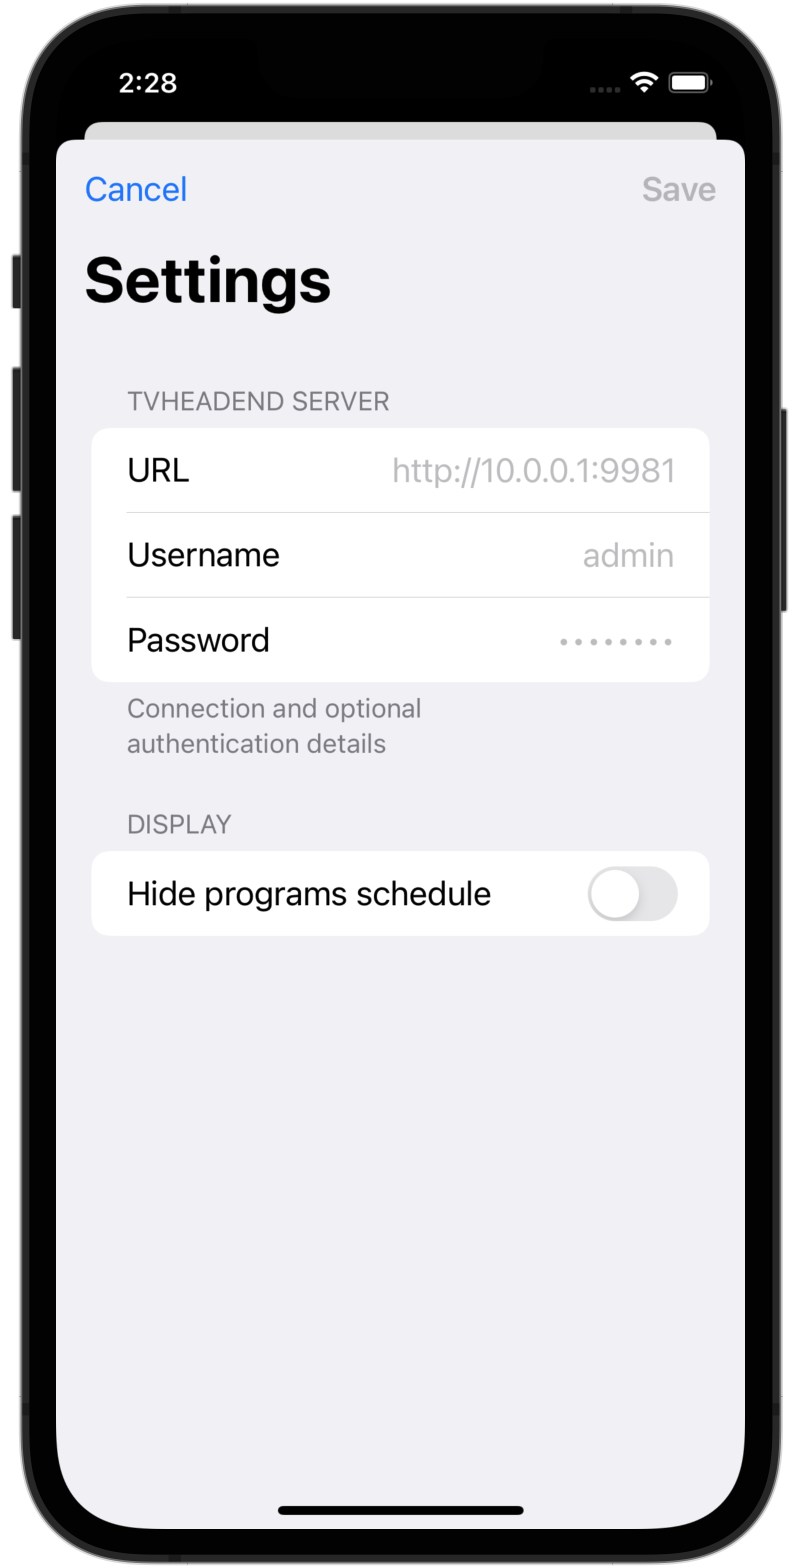 2:28
Cancel
Save
Settings
TVHEADEND SERVER
URL http://10.0.0.1:9981
Username admin
Password ••••••••
Connection and optional
authentication details
DISPLAY
Hide programs schedule